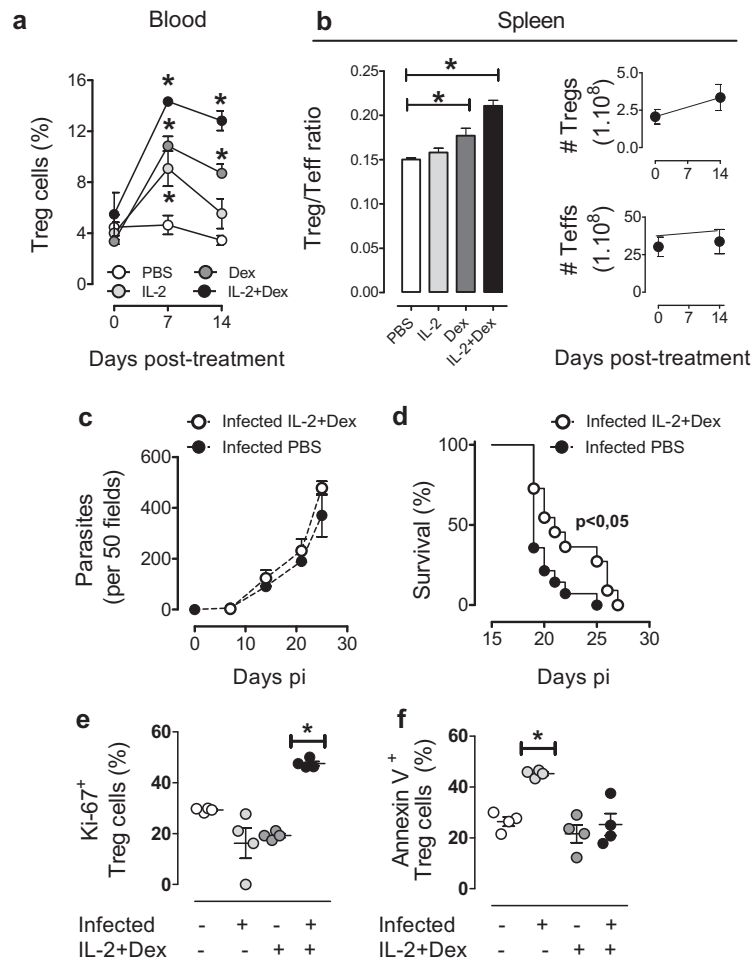 a
Blood
b
Spleen
Treg cells (%)
16
12
8
4
0
PBS
Dex
IL-2
IL-2+Dex
0 7 14
Days post-treatment
Treg/Teff ratio
0.25
0.20
0.15
0.05
0.00
*
*
PBS
IL-2
Dex
IL-2+Dex
# Tregs
(1.10⁸)
5.0
2.5
0.0
0 7 14
# Teffs
(1.10⁸)
50
25
0
0 7 14
Days post-treatment
*
*
*
*
*
c
Infected IL-2+Dex
Infected PBS
Parasites
(per 50 fields)
600
400
200
0
0 10 20 30
Days pi
d
Infected IL-2+Dex
Infected PBS
Survival (%)
100
50
0
p<0,05
15 20 25 30
Days pi
e
Ki-67⁺
Treg cells (%)
60
40
20
0
*
Infected - + - +
IL-2+Dex - - + +
f
Annexin V⁺
Treg cells (%)
60
40
20
0
*
Infected - + - +
IL-2+Dex - - + +